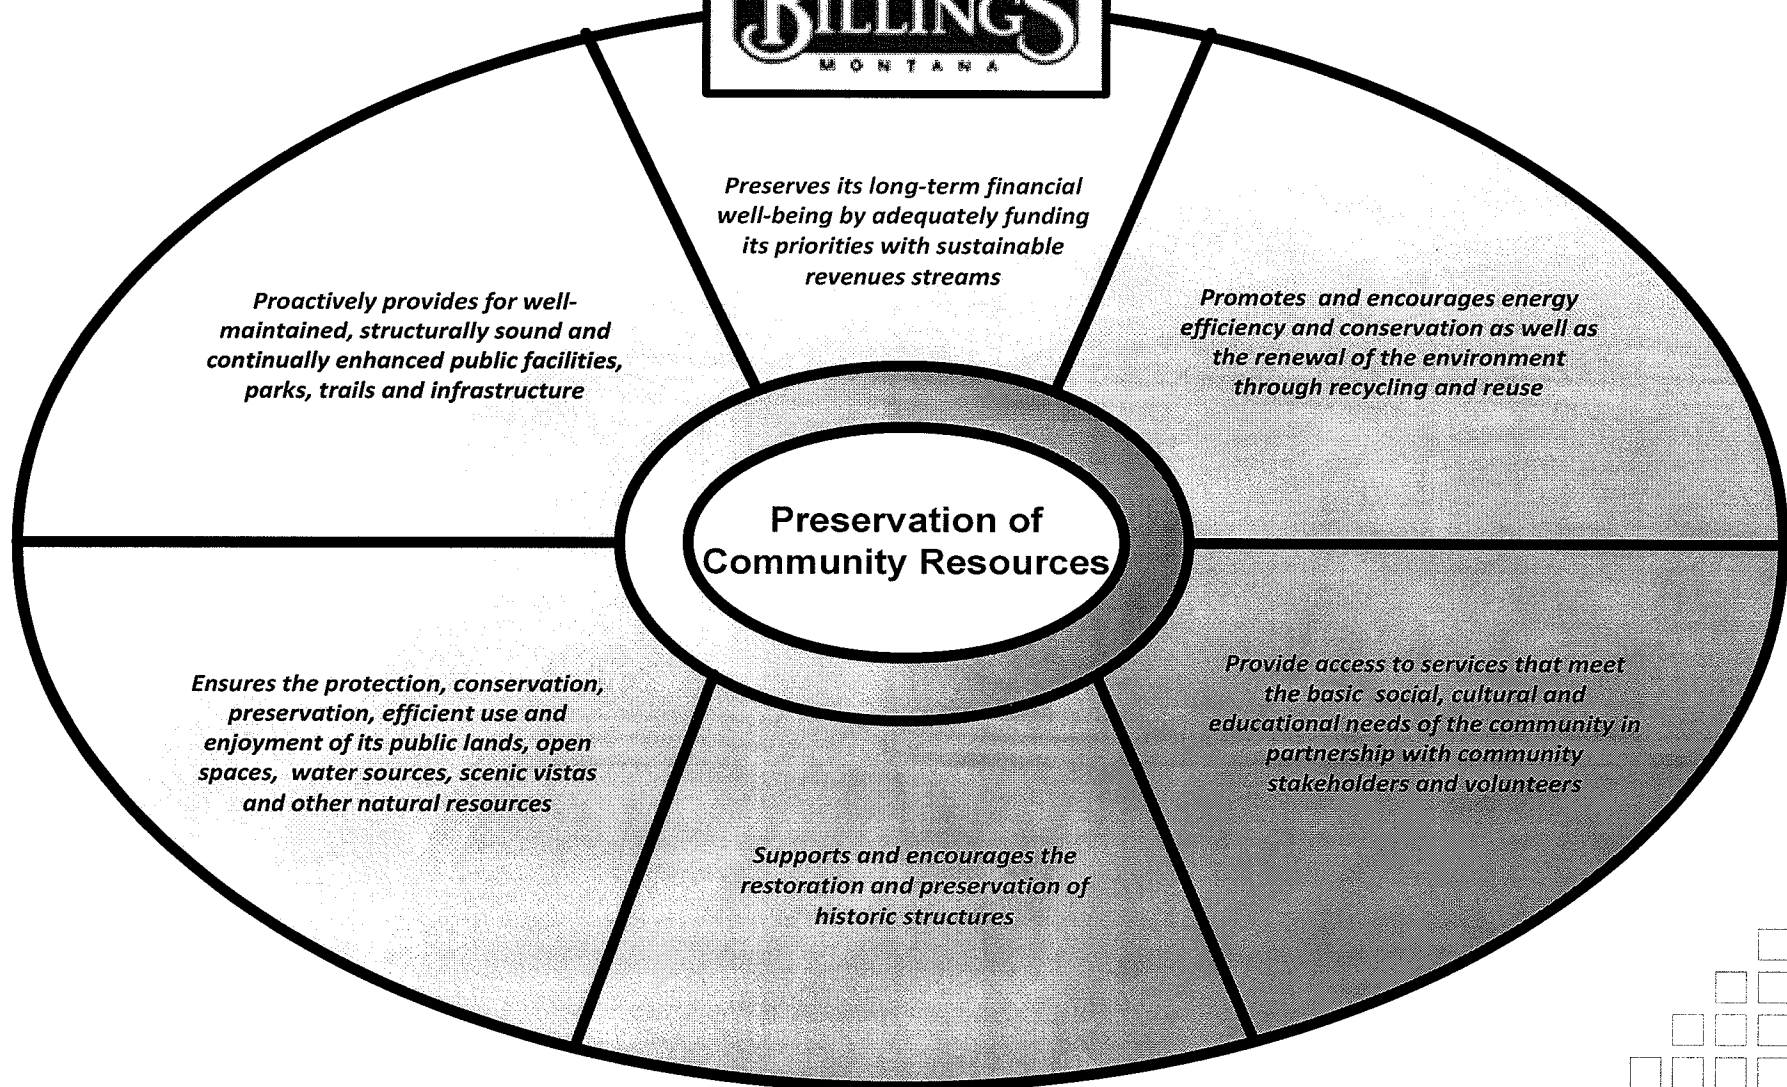 BILLINGS
MONTANA
Preserves its long-term financial
well-being by adequately funding
its priorities with sustainable
revenues streams
Proactively provides for well-
maintained, structurally sound and
continually enhanced public facilities,
parks, trails and infrastructure
Promotes and encourages energy
efficiency and conservation as well as
the renewal of the environment
through recycling and reuse
Preservation of
Community Resources
Ensures the protection, conservation,
preservation, efficient use and
enjoyment of its public lands, open
spaces, water sources, scenic vistas
and other natural resources
Provide access to services that meet
the basic social, cultural and
educational needs of the community in
partnership with community
stakeholders and volunteers
Supports and encourages the
restoration and preservation of
historic structures